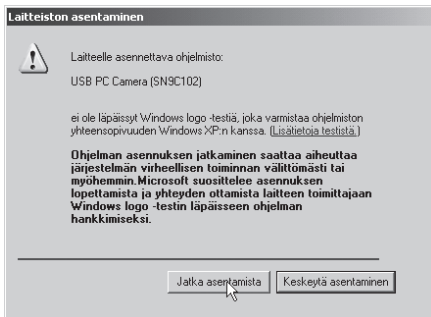 Laitteiston asentaminen
Laitteelle asennettava ohjelmisto:
USB PC Camera (SN9C102)
ei ole läpäissyt Windows logo -testiä, joka varmistaa ohjelmiston
yhteensopivuuden Windows XP:n kanssa. (Lisätietoja testistä.)
Ohjelman asennuksen jatkaminen saattaa aiheuttaa
järjestelmän virheellisen toiminnan välittömästi tai
myöhemmin.Microsoft suosittelee asennuksen
lopettamista ja yhteyden ottamista laitteen toimittajaan
Windows logo -testin läpäisseen ohjelman
hankkimiseksi.
Jatka asentamista
Keskeytä asentaminen